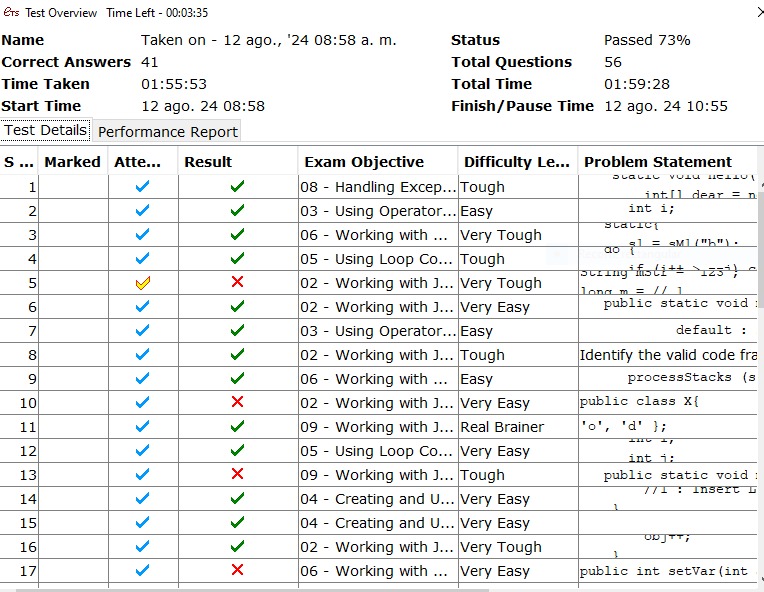 ETS Test Overview Time Left - 00:03:35
Name Taken on - 12 ago., '24 08:58 a. m. Status Passed 73%
Correct Answers 41 Total Questions 56
Time Taken 01:55:53 Total Time 01:59:28
Start Time 12 ago. 24 08:58 Finish/Pause Time 12 ago. 24 10:55
Test Details Performance Report
S ... Marked Atte... Result Exam Objective Difficulty Le... Problem Statement
static void hello(
1 08 - Handling Excep... Tough int[] dear = n
2 03 - Using Operator... Easy int i;
static{
3 06 - Working with ... Very Tough sl = sMl("b");
do {
4 05 - Using Loop Co... Tough
String mStr = "123";
5 02 - Working with J... Very Tough
long m = // 1
6 02 - Working with J... Very Easy public static void
7 03 - Using Operator... Easy default :
8 02 - Working with J... Tough Identify the valid code fra
9 06 - Working with ... Easy processStacks (s
10 02 - Working with J... Very Easy public class X{
11 09 - Working with J... Real Brainer 'o', 'd' };
int i;
12 05 - Using Loop Co... Very Easy int j;
13 09 - Working with J... Tough public static void
//1 : Insert L
14 04 - Creating and U... Very Easy }
15 04 - Creating and U... Very Easy
obj++;
16 02 - Working with J... Very Tough }
17 06 - Working with ... Very Easy public int setVar(int